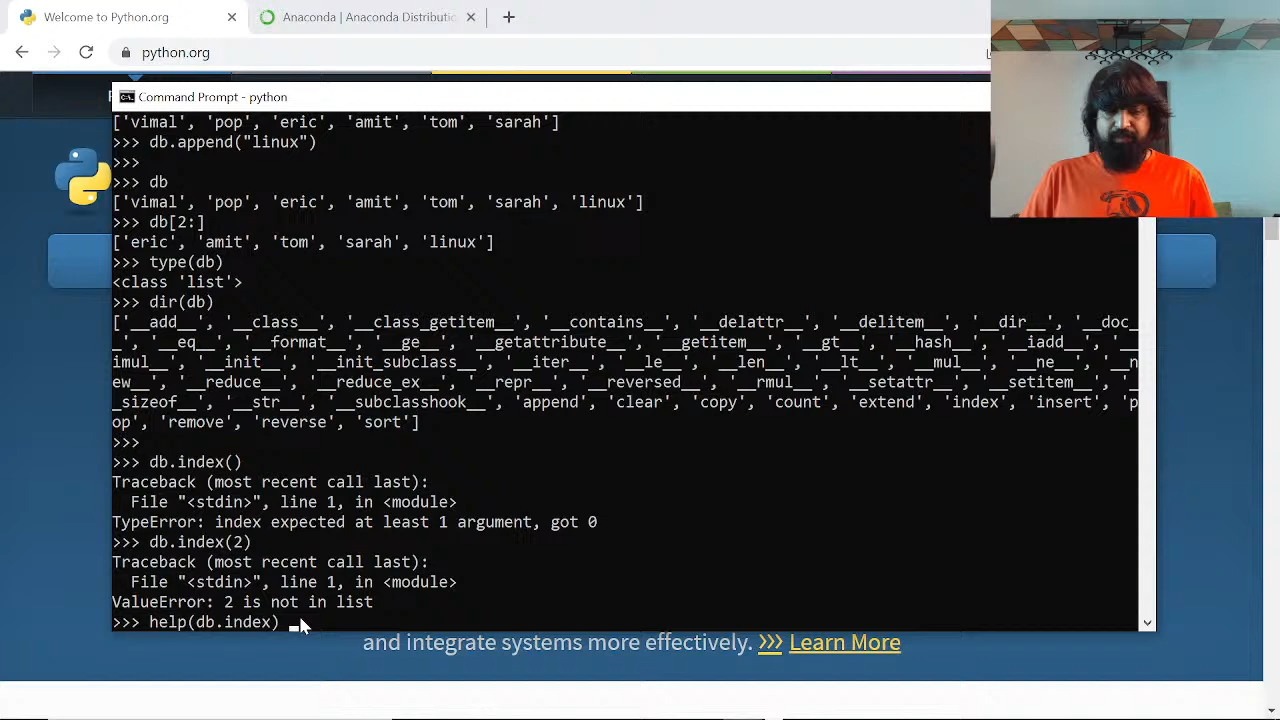 Welcome to Python.org
Anaconda | Anaconda Distributi
python.org
Command Prompt - python
['vimal', 'pop', 'eric', 'amit', 'tom', 'sarah']
>>> db.append("linux")
>>>
>>> db
['vimal', 'pop', 'eric', 'amit', 'tom', 'sarah', 'linux']
>>> db[2:]
['eric', 'amit', 'tom', 'sarah', 'linux']
>>> type(db)
<class 'list'>
>>> dir(db)
['__add__', '__class__', '__class_getitem__', '__contains__', '__delattr__', '__delitem__', '__dir__', '__doc_
_', '__eq__', '__format__', '__ge__', '__getattribute__', '__getitem__', '__gt__', '__hash__', '__iadd__', '__
imul__', '__init__', '__init_subclass__', '__iter__', '__le__', '__len__', '__lt__', '__mul__', '__ne__', '__n
ew__', '__reduce__', '__reduce_ex__', '__repr__', '__reversed__', '__rmul__', '__setattr__', '__setitem__', '_
_sizeof__', '__str__', '__subclasshook__', 'append', 'clear', 'copy', 'count', 'extend', 'index', 'insert', 'p
op', 'remove', 'reverse', 'sort']
>>>
>>> db.index()
Traceback (most recent call last):
File "<stdin>", line 1, in <module>
TypeError: index expected at least 1 argument, got 0
>>> db.index(2)
Traceback (most recent call last):
File "<stdin>", line 1, in <module>
ValueError: 2 is not in list
>>> help(db.index)
and integrate systems more effectively. >>> Learn More